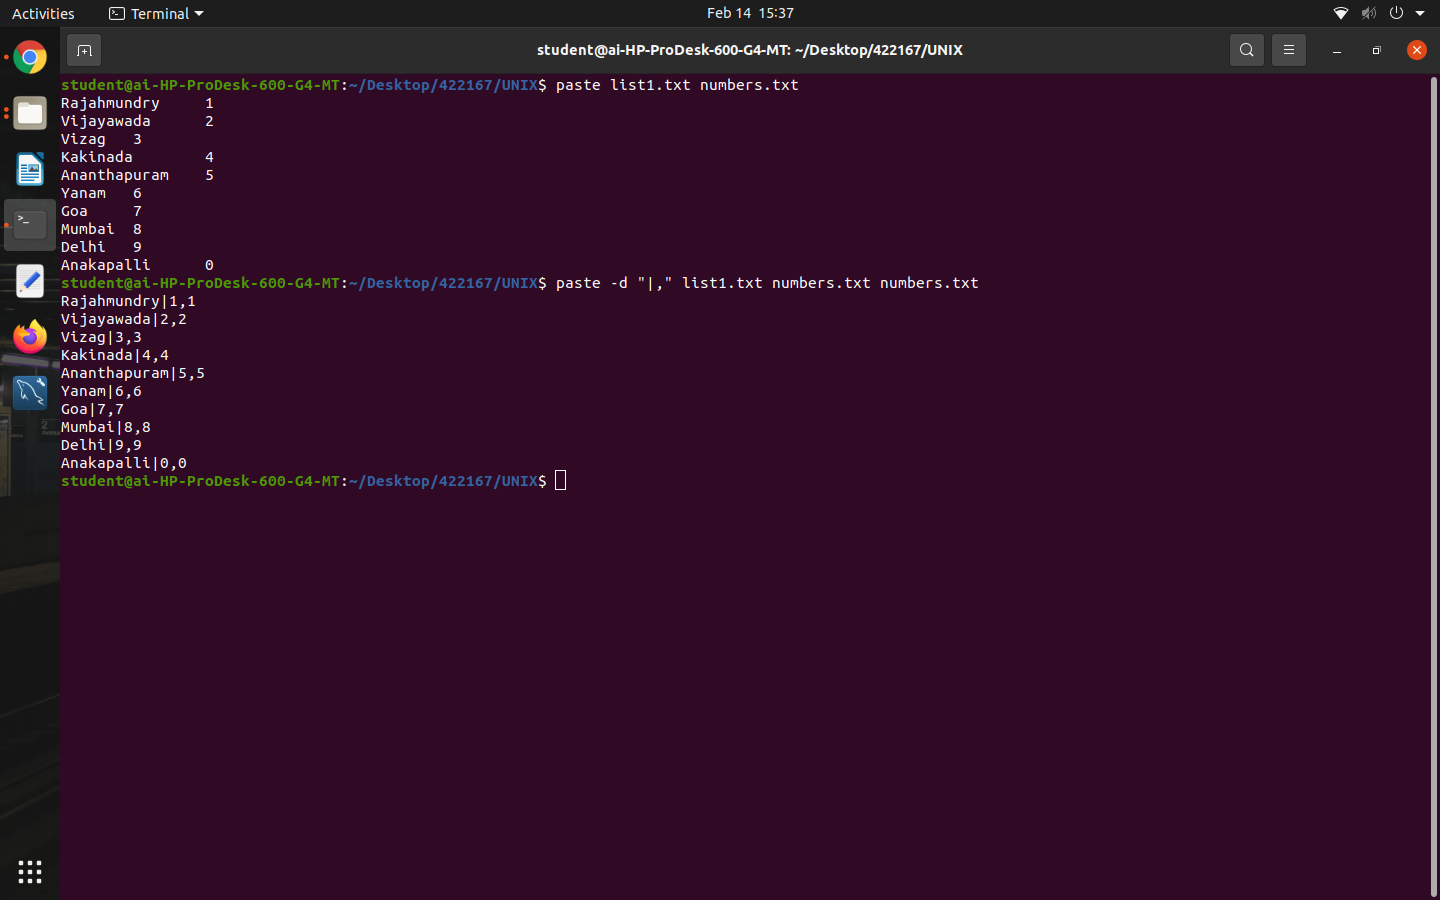 Activities Terminal Feb 14 15:37
student@ai-HP-ProDesk-600-G4-MT: ~/Desktop/422167/UNIX
student@ai-HP-ProDesk-600-G4-MT:~/Desktop/422167/UNIX$ paste list1.txt numbers.txt
Rajahmundry 1
Vijayawada 2
Vizag 3
Kakinada 4
Ananthapuram 5
Yanam 6
Goa 7
Mumbai 8
Delhi 9
Anakapalli 0
student@ai-HP-ProDesk-600-G4-MT:~/Desktop/422167/UNIX$ paste -d "|," list1.txt numbers.txt numbers.txt
Rajahmundry|1,1
Vijayawada|2,2
Vizag|3,3
Kakinada|4,4
Ananthapuram|5,5
Yanam|6,6
Goa|7,7
Mumbai|8,8
Delhi|9,9
Anakapalli|0,0
student@ai-HP-ProDesk-600-G4-MT:~/Desktop/422167/UNIX$